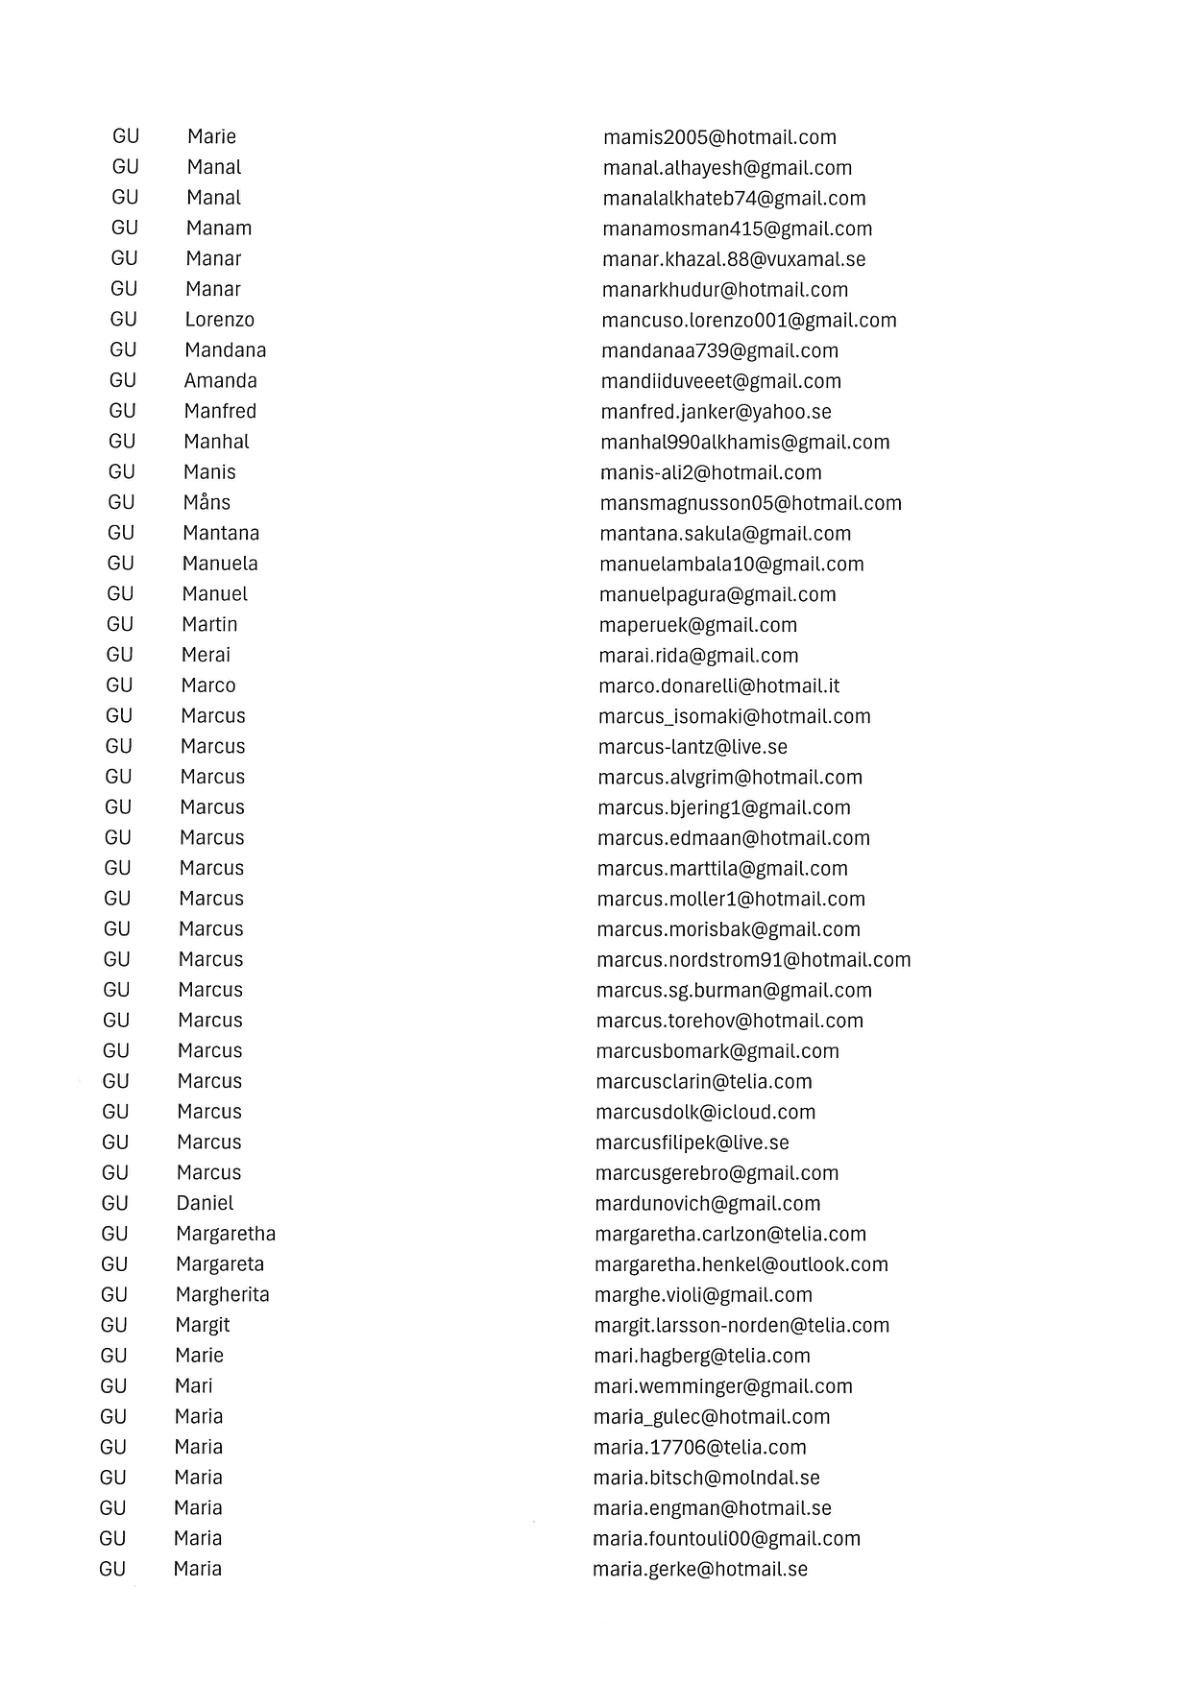 GU Marie mamis2005@hotmail.com
GU Manal manal.alhayesh@gmail.com
GU Manal manalalkhateb74@gmail.com
GU Manam manamosman415@gmail.com
GU Manar manar.khazal.88@vuxamal.se
GU Manar manarkhudur@hotmail.com
GU Lorenzo mancuso.lorenzo001@gmail.com
GU Mandana mandanaa739@gmail.com
GU Amanda mandiiduveeet@gmail.com
GU Manfred manfred.janker@yahoo.se
GU Manhal manhal990alkhamis@gmail.com
GU Manis manis-ali2@hotmail.com
GU Måns mansmagnusson05@hotmail.com
GU Mantana mantana.sakula@gmail.com
GU Manuela manuelambala10@gmail.com
GU Manuel manuelpagura@gmail.com
GU Martin maperuek@gmail.com
GU Merai marai.rida@gmail.com
GU Marco marco.donarelli@hotmail.it
GU Marcus marcus_isomaki@hotmail.com
GU Marcus marcus-lantz@live.se
GU Marcus marcus.alvgrim@hotmail.com
GU Marcus marcus.bjering1@gmail.com
GU Marcus marcus.edmaan@hotmail.com
GU Marcus marcus.marttila@gmail.com
GU Marcus marcus.moller1@hotmail.com
GU Marcus marcus.morisbak@gmail.com
GU Marcus marcus.nordstrom91@hotmail.com
GU Marcus marcus.sg.burman@gmail.com
GU Marcus marcus.torehov@hotmail.com
GU Marcus marcusbomark@gmail.com
GU Marcus marcusclarin@telia.com
GU Marcus marcusdolk@icloud.com
GU Marcus marcusfilipek@live.se
GU Marcus marcusgerebro@gmail.com
GU Daniel mardunovich@gmail.com
GU Margaretha margaretha.carlzon@telia.com
GU Margareta margaretha.henkel@outlook.com
GU Margherita marghe.violi@gmail.com
GU Margit margit.larsson-norden@telia.com
GU Marie mari.hagberg@telia.com
GU Mari mari.wemminger@gmail.com
GU Maria maria_gulec@hotmail.com
GU Maria maria.17706@telia.com
GU Maria maria.bitsch@molndal.se
GU Maria maria.engman@hotmail.se
GU Maria maria.fountouli00@gmail.com
GU Maria maria.gerke@hotmail.se